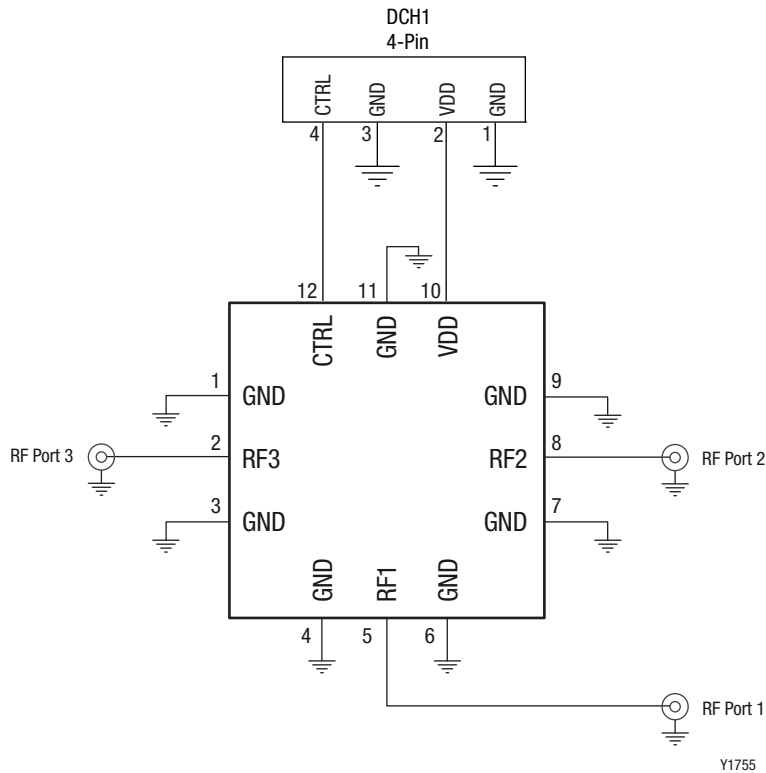 DCH1
4-Pin
CTRL GND VDD GND
4 3 2 1
12 11 10
CTRL GND VDD
1 GND GND 9
RF Port 3 2 RF3 RF2 8 RF Port 2
3 GND GND 7
GND RF1 GND
4 5 6
RF Port 1
Y1755